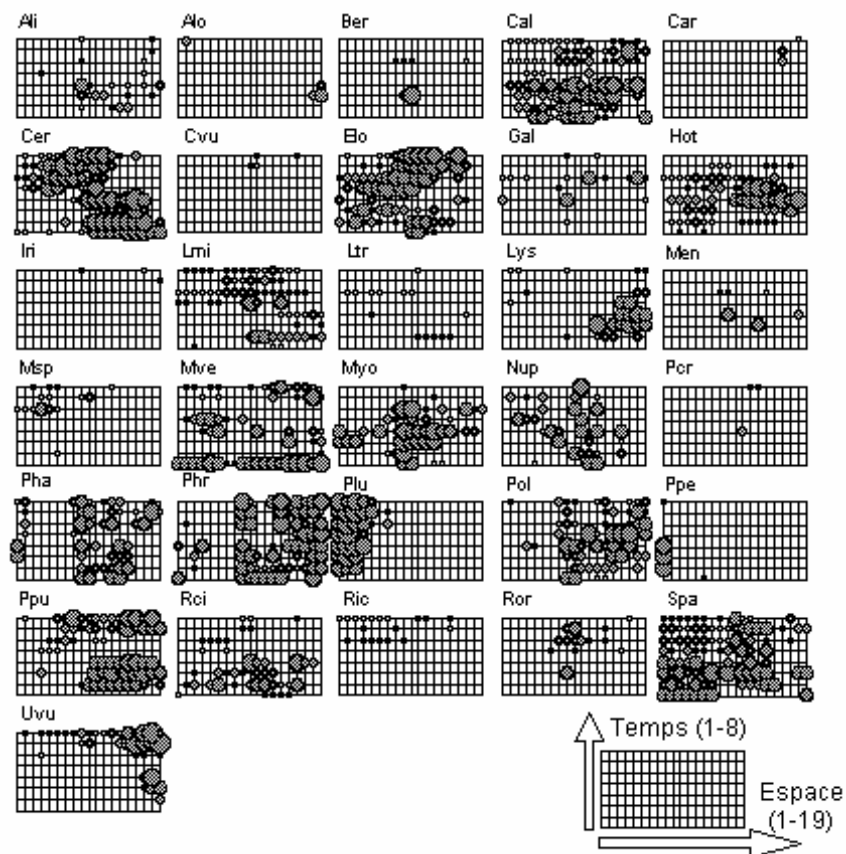 Ali Alo Ber Cal Car
Cer Cvu Elo Gal Hot
Iri Lmi Ltr Lys Men
Msp Mve Myo Nup Pcr
Pha Phr Plu Pol Ppe
Ppu Rci Ric Ror Spa
Uvu
Temps (1-8)
Espace
(1-19)